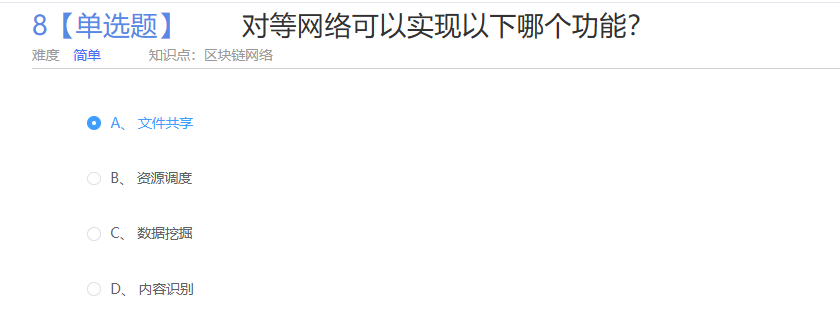 8【单选题】 对等网络可以实现以下哪个功能？
难度 简单 知识点：区块链网络
A、 文件共享
B、 资源调度
C、 数据挖掘
D、 内容识别